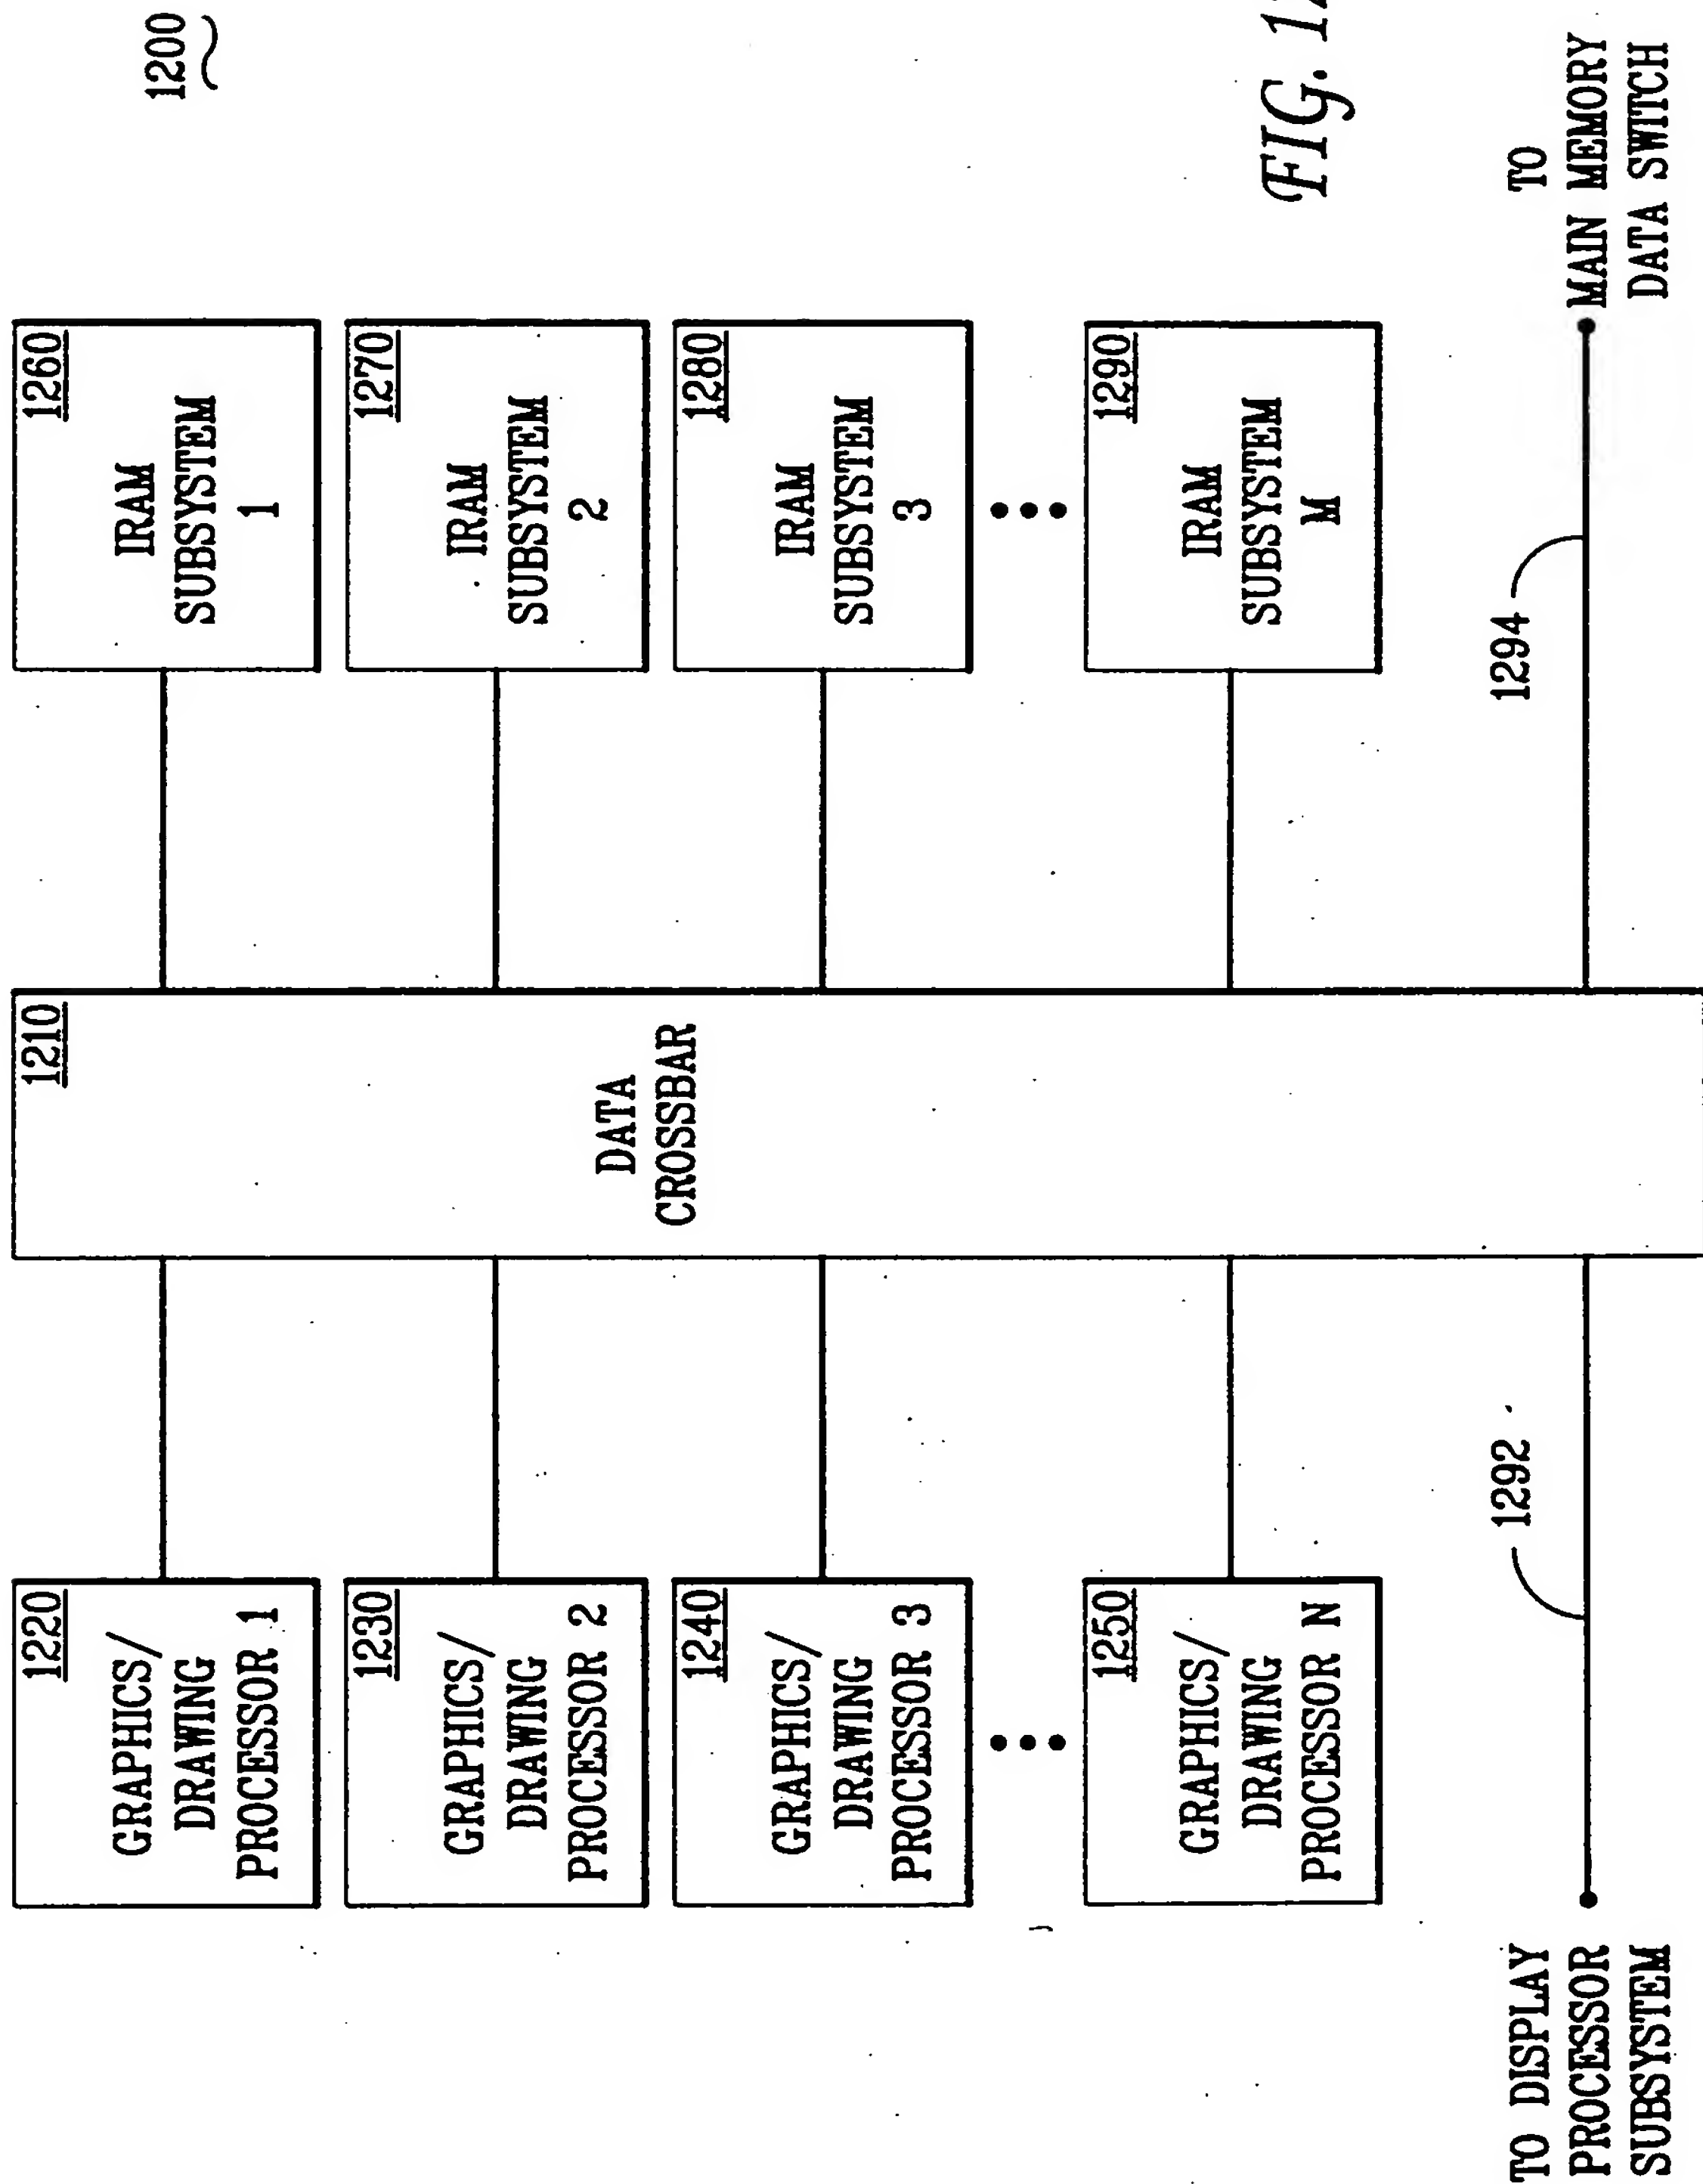 1200
1220
GRAPHICS/
DRAWING
PROCESSOR 1
1230
GRAPHICS/
DRAWING
PROCESSOR 2
1240
GRAPHICS/
DRAWING
PROCESSOR 3
1250
GRAPHICS/
DRAWING
PROCESSOR N
1292
TO DISPLAY
PROCESSOR
SUBSYSTEM
1210
DATA
CROSSBAR
1260
IRAM
SUBSYSTEM
1
1270
IRAM
SUBSYSTEM
2
1280
IRAM
SUBSYSTEM
3
1290
IRAM
SUBSYSTEM
M
1294
TO
MAIN MEMORY
DATA SWITCH
FIG. 12